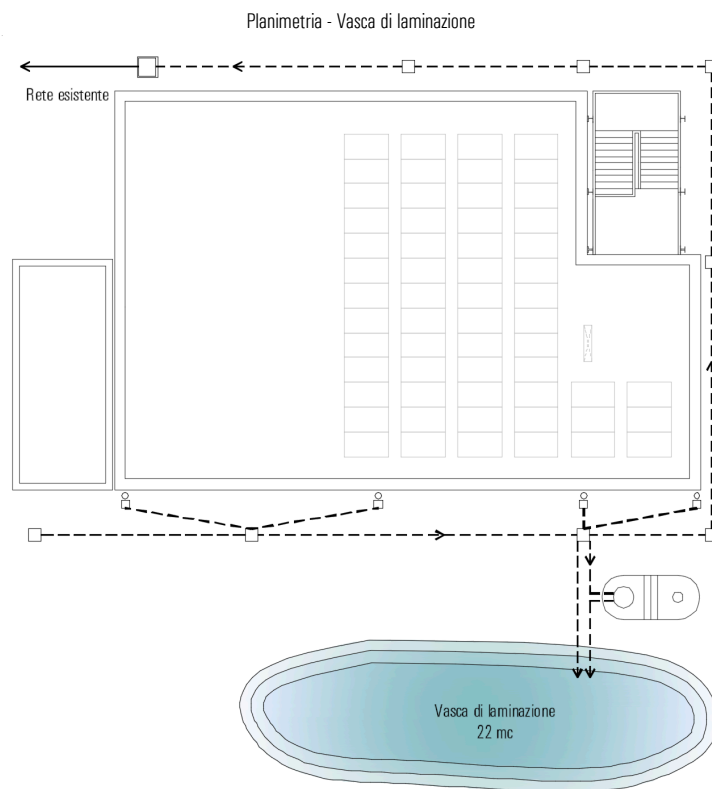 Planimetria - Vasca di laminazione
Rete esistente
Vasca di laminazione
22 mc